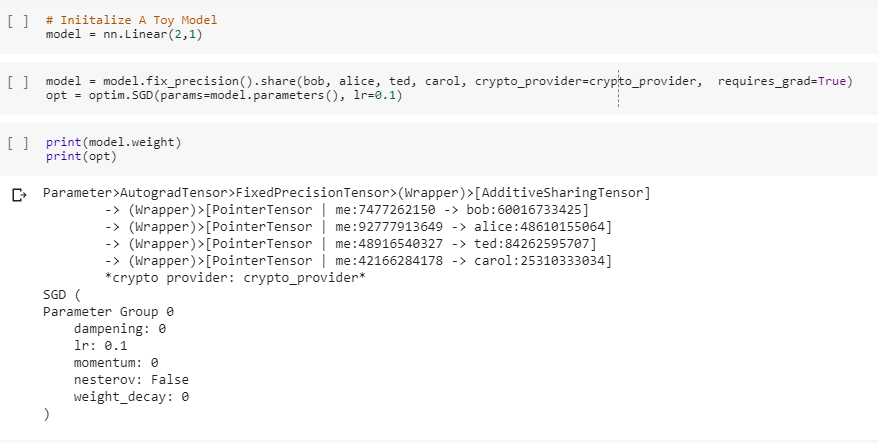 [ ] # Iniitalize A Toy Model
model = nn.Linear(2,1)
[ ] model = model.fix_precision().share(bob, alice, ted, carol, crypto_provider=crypto_provider, requires_grad=True)
opt = optim.SGD(params=model.parameters(), lr=0.1)
[ ] print(model.weight)
print(opt)
Parameter>AutogradTensor>FixedPrecisionTensor>(Wrapper)>[AdditiveSharingTensor]
-> (Wrapper)>[PointerTensor | me:7477262150 -> bob:60016733425]
-> (Wrapper)>[PointerTensor | me:92777913649 -> alice:48610155064]
-> (Wrapper)>[PointerTensor | me:48916540327 -> ted:84262595707]
-> (Wrapper)>[PointerTensor | me:42166284178 -> carol:25310333034]
*crypto provider: crypto_provider*
SGD (
Parameter Group 0
dampening: 0
lr: 0.1
momentum: 0
nesterov: False
weight_decay: 0
)